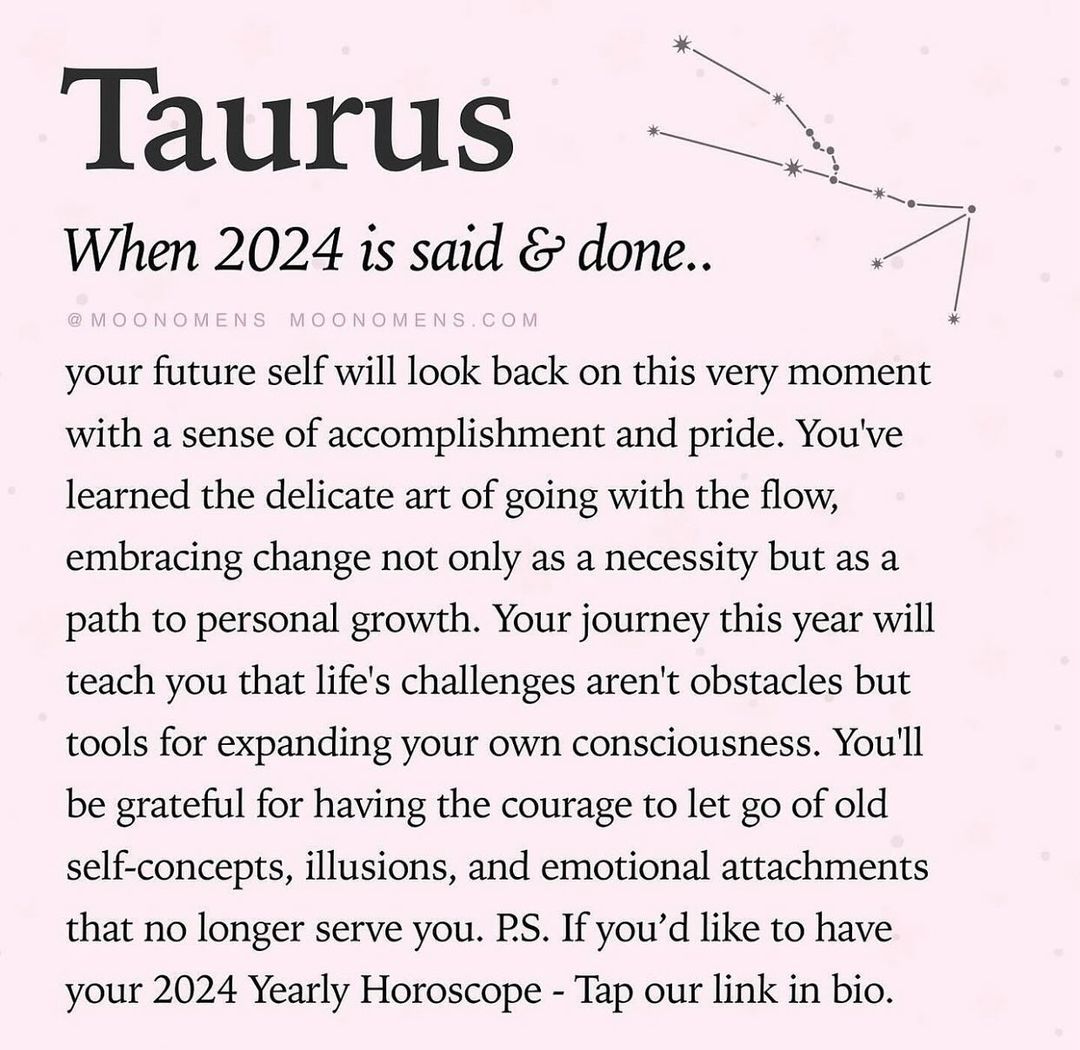 Taurus
When 2024 is said & done..
@MOONOMENS MOONOMENS.COM
your future self will look back on this very moment
with a sense of accomplishment and pride. You've
learned the delicate art of going with the flow,
embracing change not only as a necessity but as a
path to personal growth. Your journey this year will
teach you that life's challenges aren't obstacles but
tools for expanding your own consciousness. You'll
be grateful for having the courage to let go of old
self-concepts, illusions, and emotional attachments
that no longer serve you. P.S. If you’d like to have
your 2024 Yearly Horoscope - Tap our link in bio.